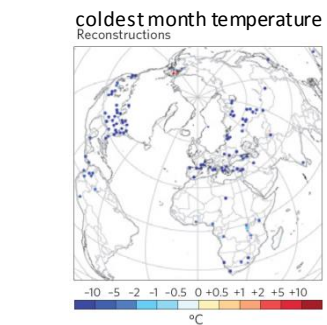 coldest month temperature
Reconstructions
-10 -5 -2 -1 -0.5 0 +0.5 +1 +2 +5 +10
°C